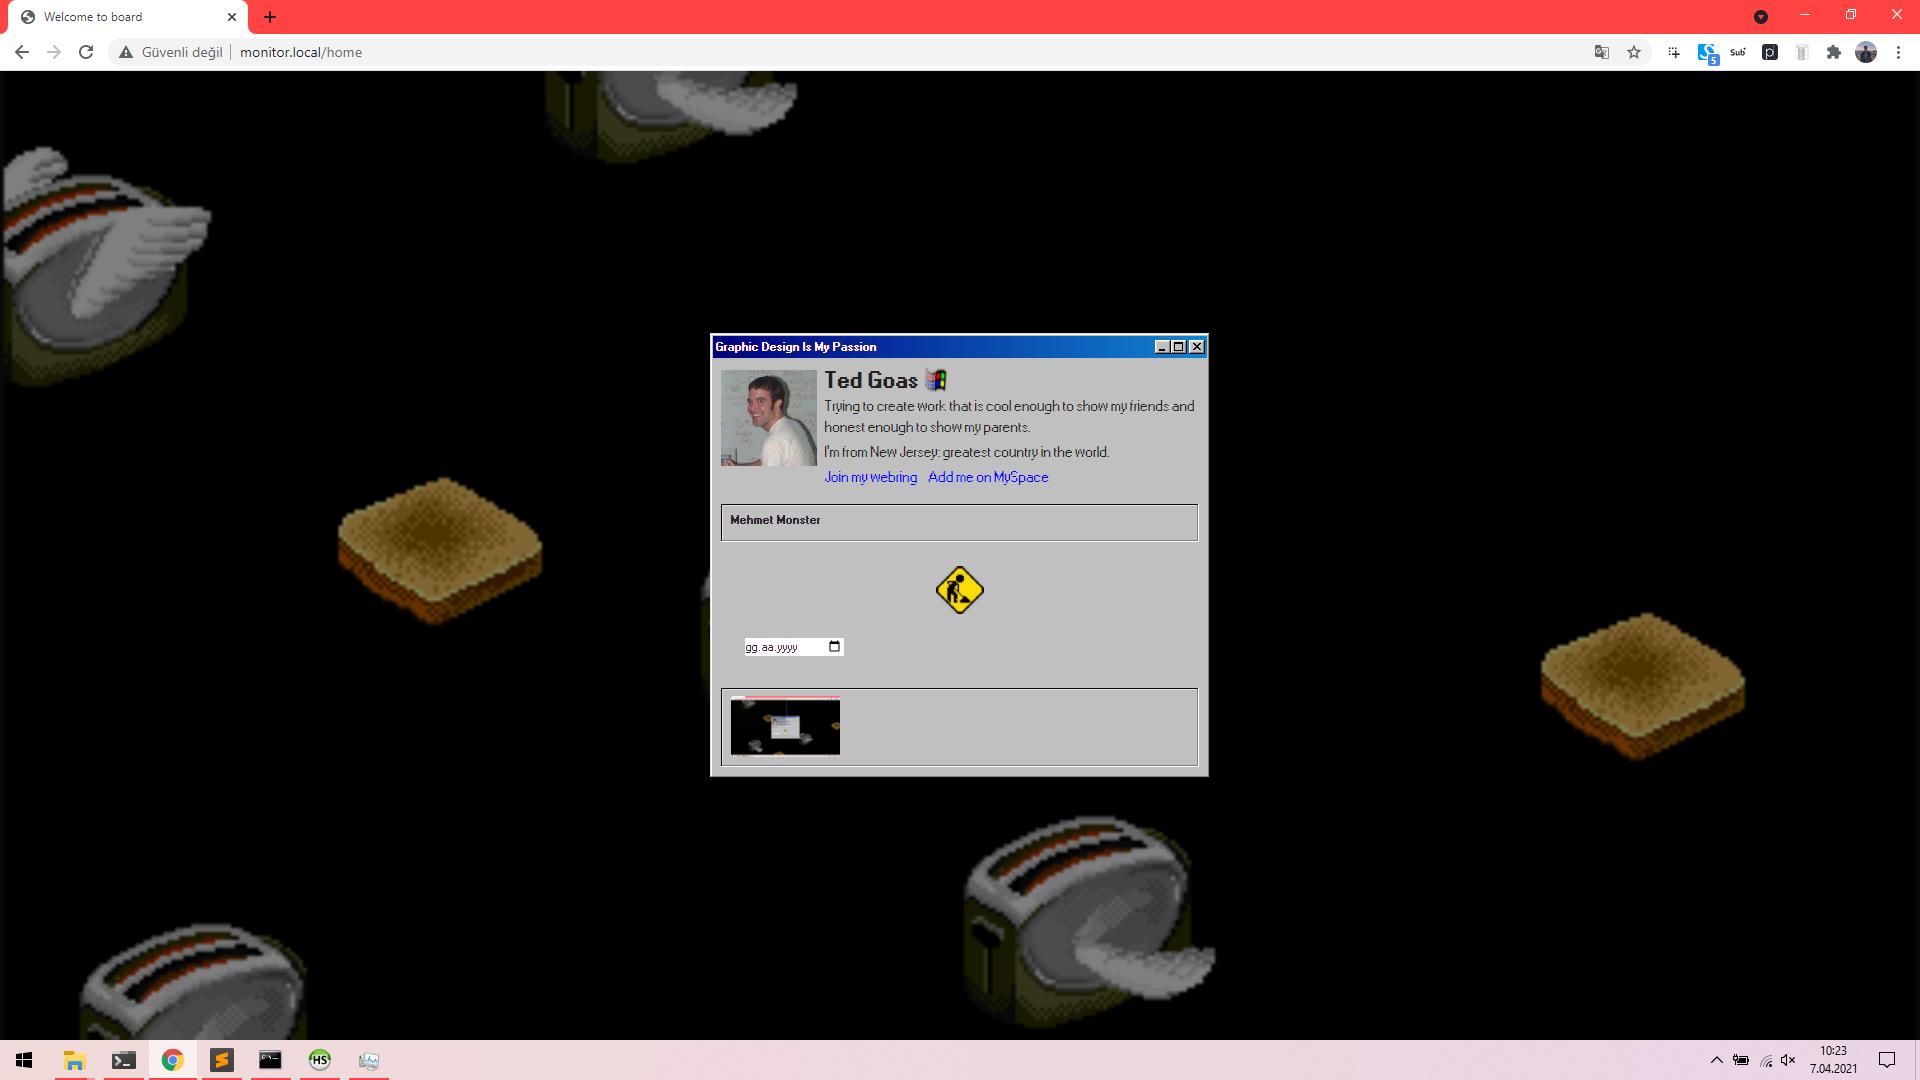 Welcome to board
Güvenli değil
monitor.local/home
5
Sub
p
Graphic Design Is My Passion
Ted Goas
Trying to create work that is cool enough to show my friends and
honest enough to show my parents.
I'm from New Jersey: greatest country in the world.
Join my webring Add me on MySpace
Mehmet Monster
gg.aa.yyyy
HS
10:23
7.04.2021